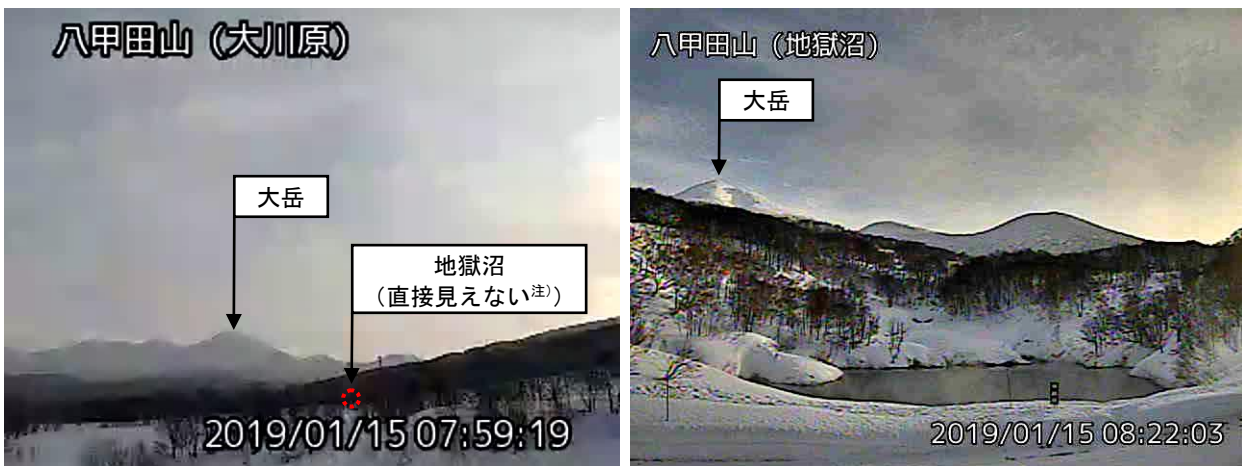 八甲田山（大川原）
大岳
地獄沼
（直接見えない注））
2019/01/15 07:59:19
八甲田山（地獄沼）
大岳
2019/01/15 08:22:03